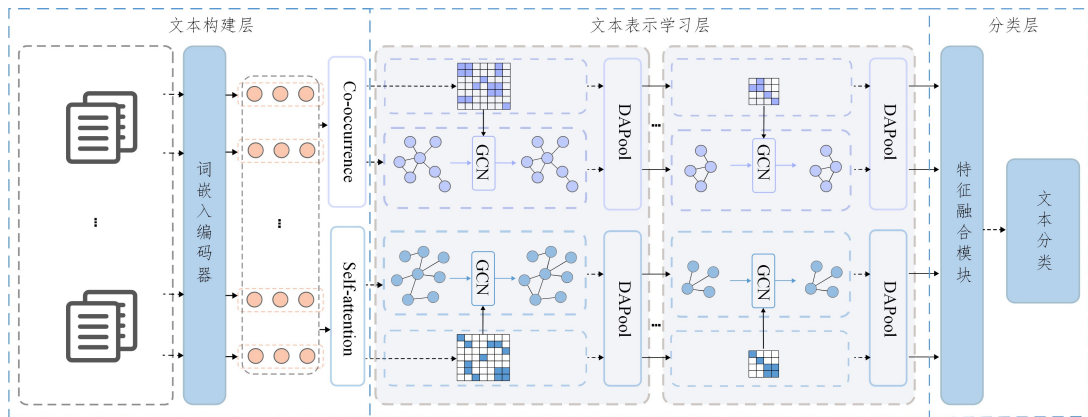 文本构建层
文本表示学习层
分类层
词嵌入编码器
Co-occurrence
Self-attention
GCN
GCN
DAPool
DAPool
...
...
GCN
GCN
DAPool
DAPool
特征融合模块
文本分类
...
...